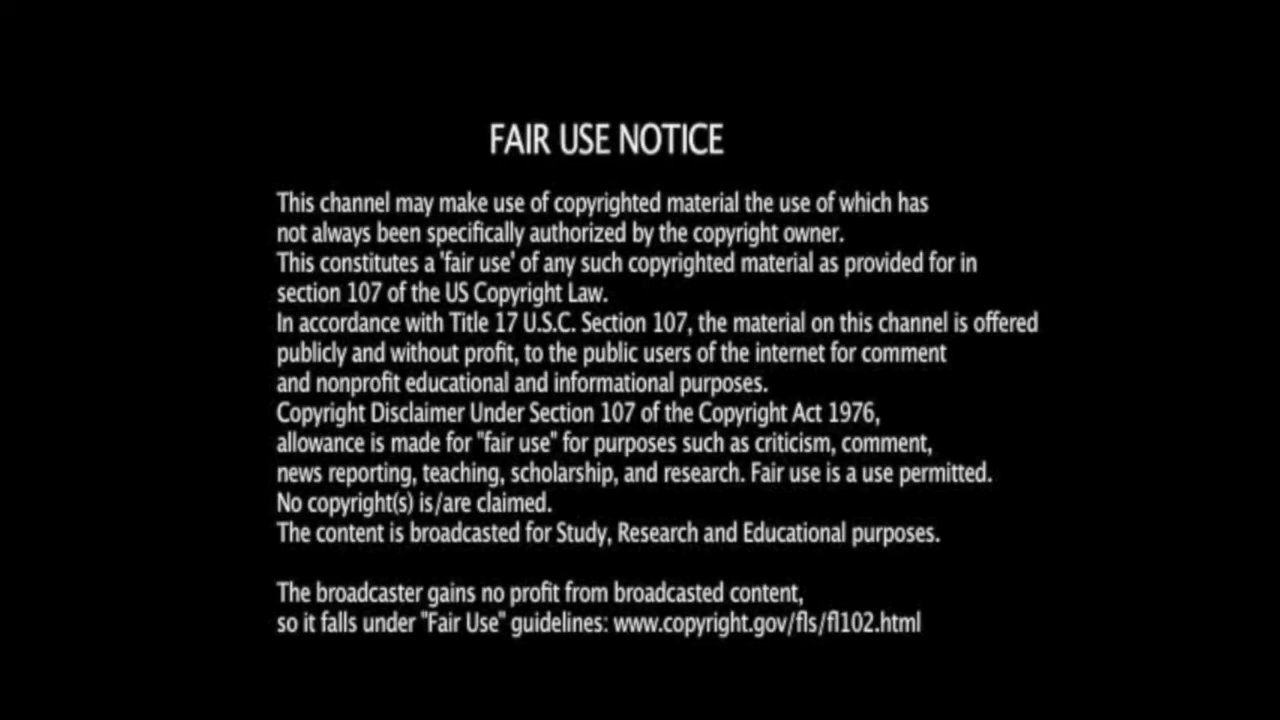 FAIR USE NOTICE
This channel may make use of copyrighted material the use of which has
not always been specifically authorized by the copyright owner.
This constitutes a 'fair use' of any such copyrighted material as provided for in
section 107 of the US Copyright Law.
In accordance with Title 17 U.S.C. Section 107, the material on this channel is offered
publicly and without profit, to the public users of the internet for comment
and nonprofit educational and informational purposes.
Copyright Disclaimer Under Section 107 of the Copyright Act 1976,
allowance is made for "fair use" for purposes such as criticism, comment,
news reporting, teaching, scholarship, and research. Fair use is a use permitted.
No copyright(s) is/are claimed.
The content is broadcasted for Study, Research and Educational purposes.
The broadcaster gains no profit from broadcasted content,
so it falls under "Fair Use" guidelines: www.copyright.gov/fls/fl102.html